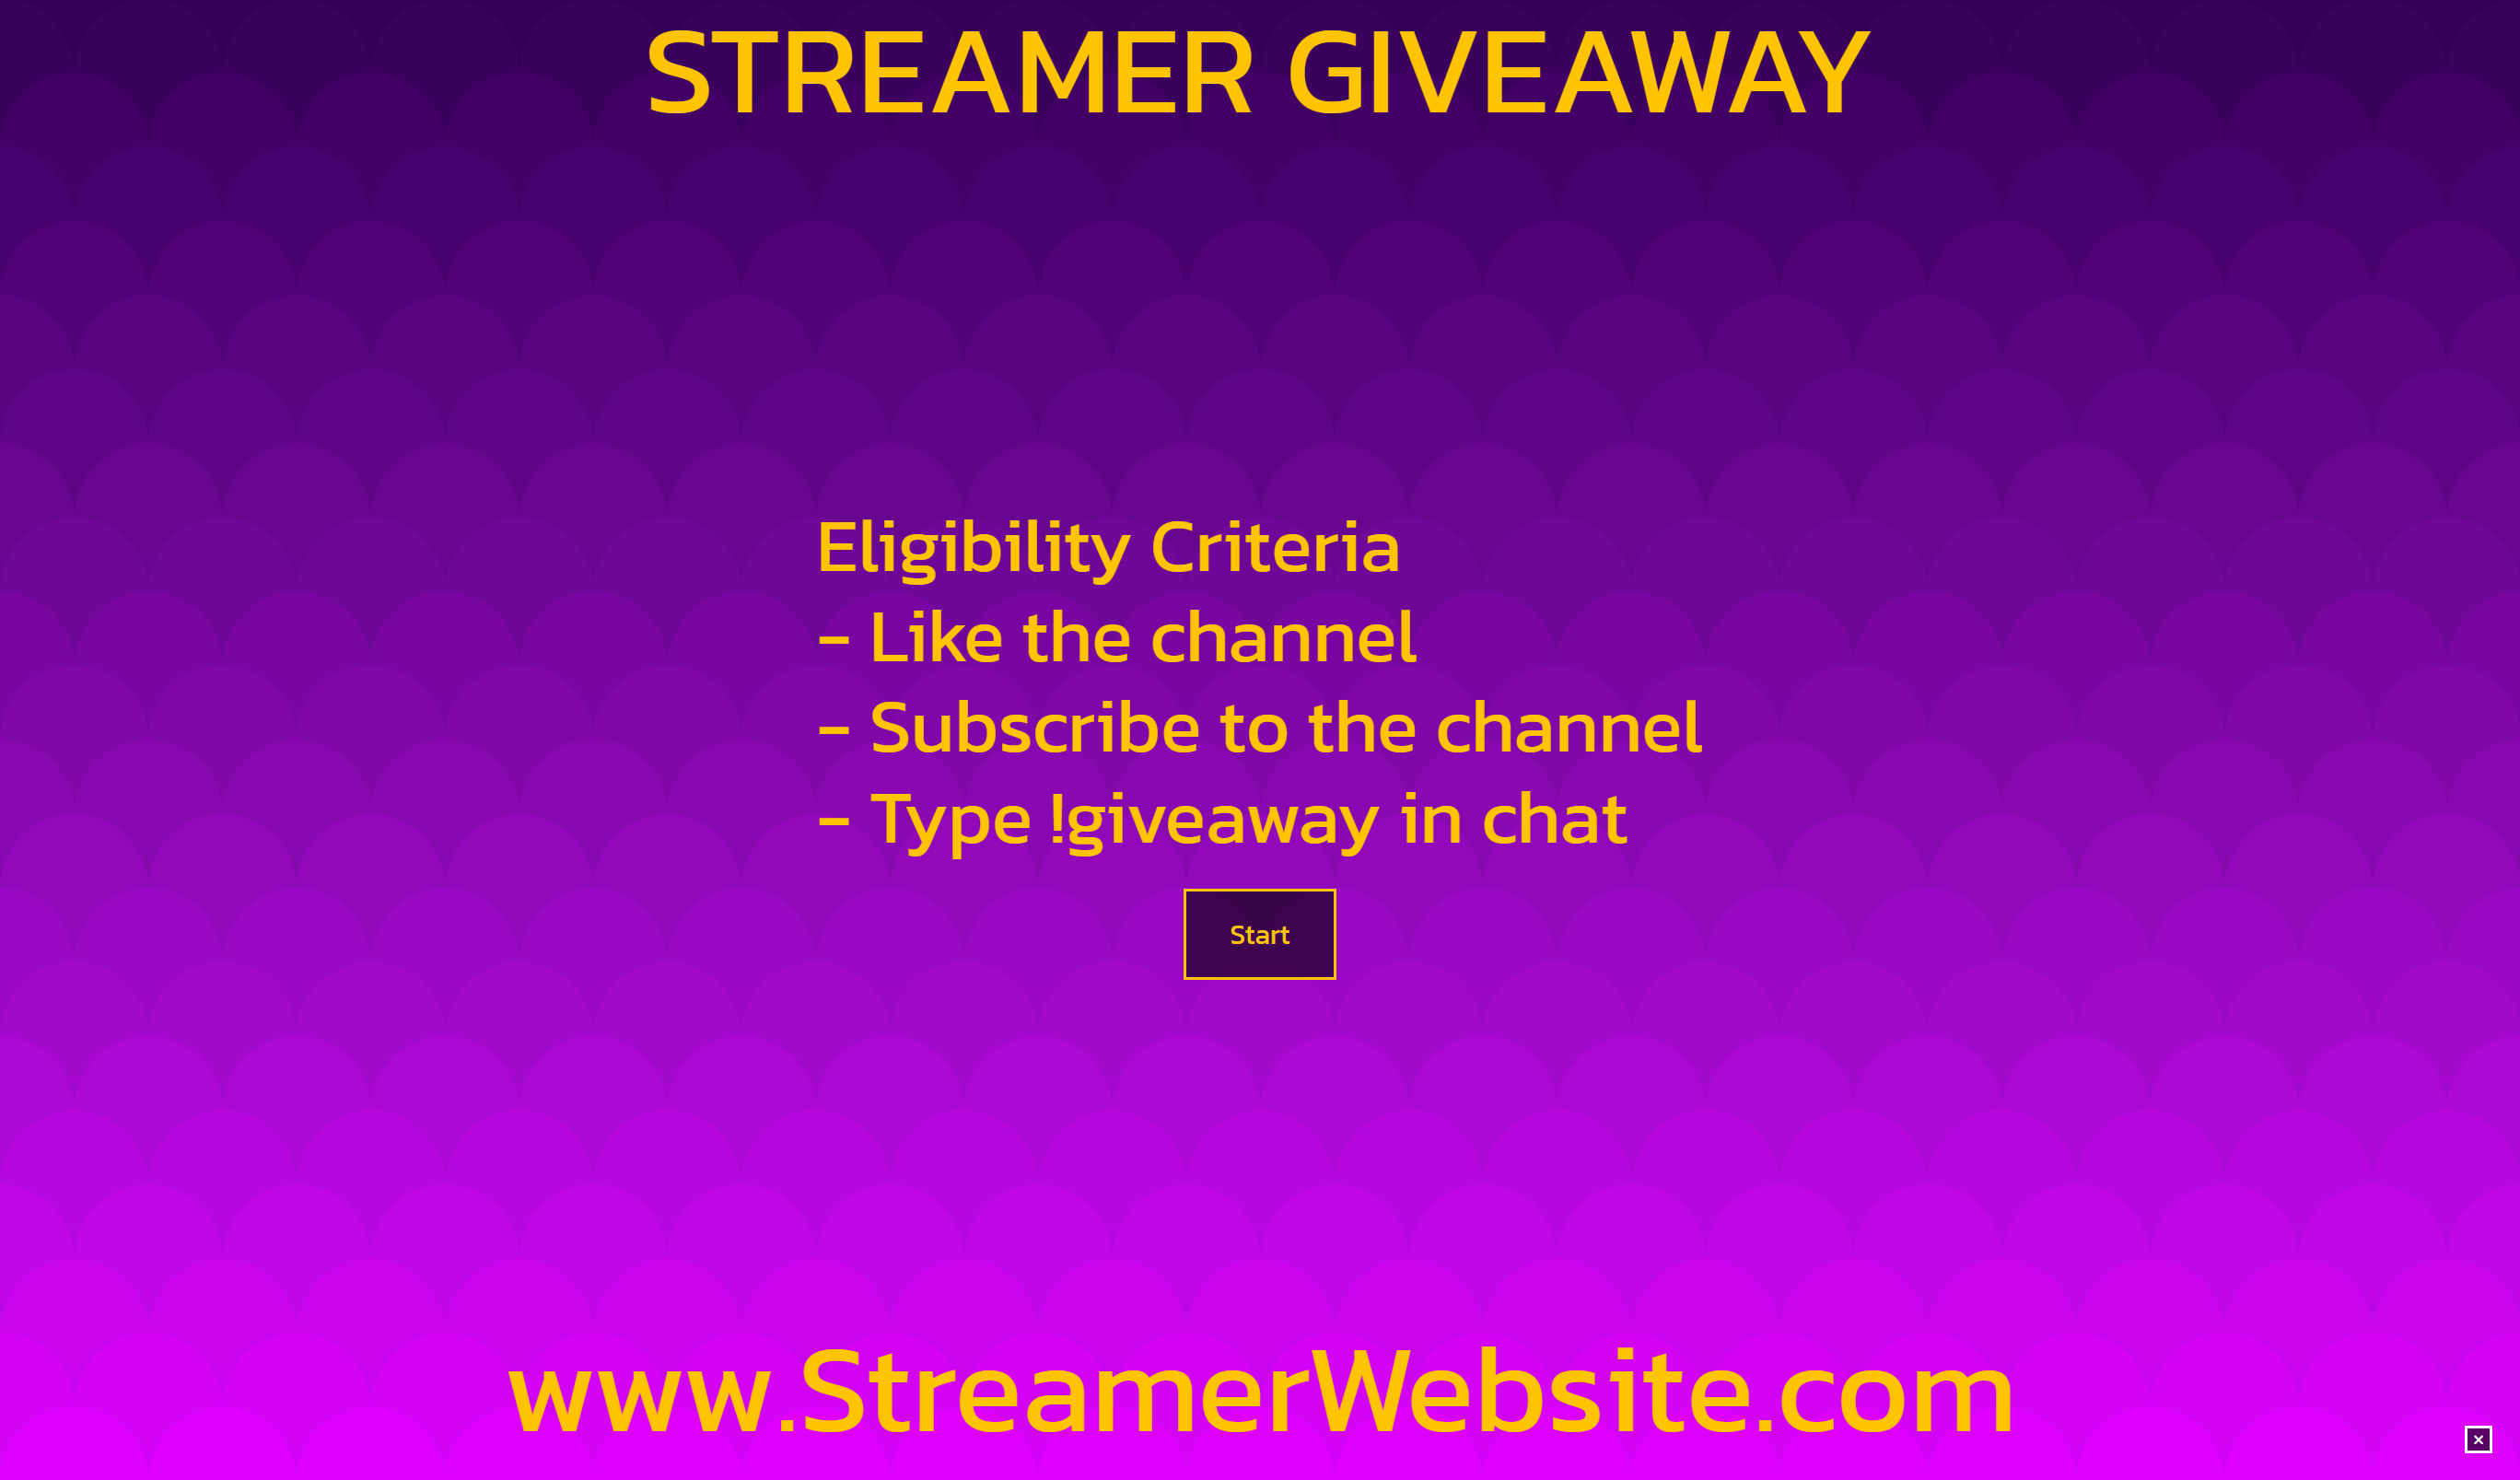 STREAMER GIVEAWAY
Eligibility Criteria
- Like the channel
- Subscribe to the channel
- Type !giveaway in chat
Start
www.StreamerWebsite.com